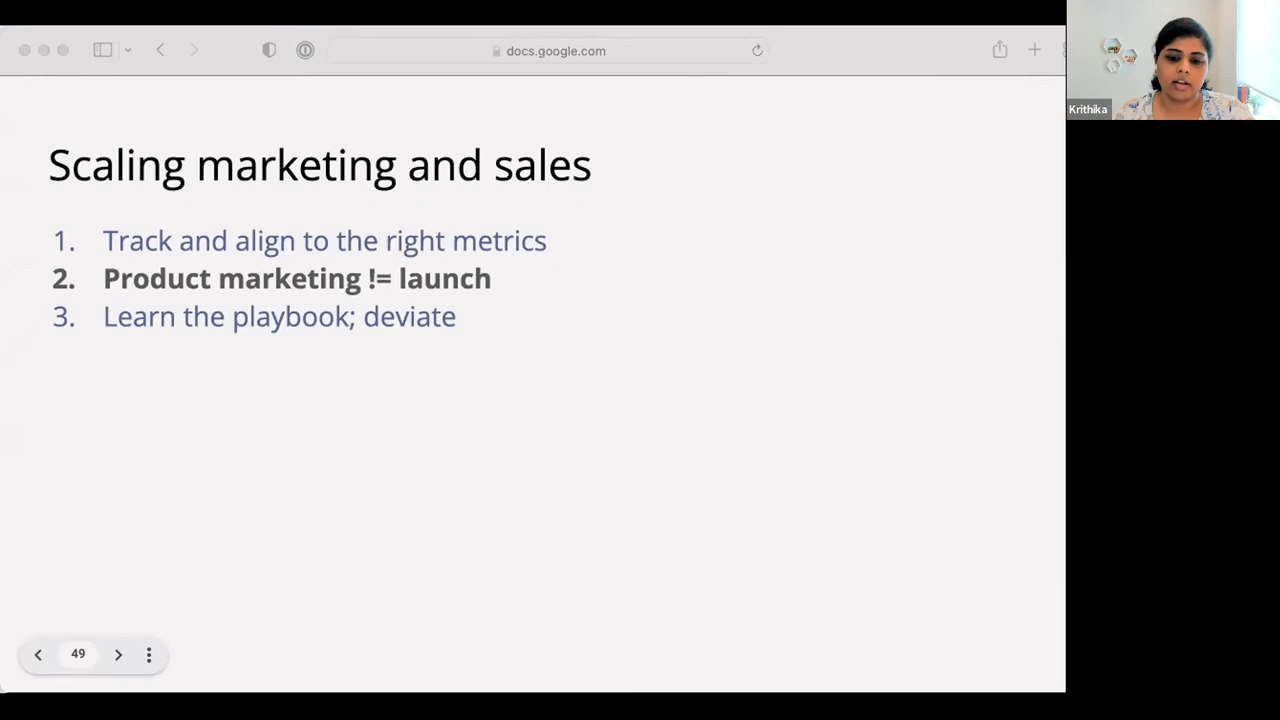 docs.google.com
Krithika
Scaling marketing and sales
1. Track and align to the right metrics
2. Product marketing != launch
3. Learn the playbook; deviate
49